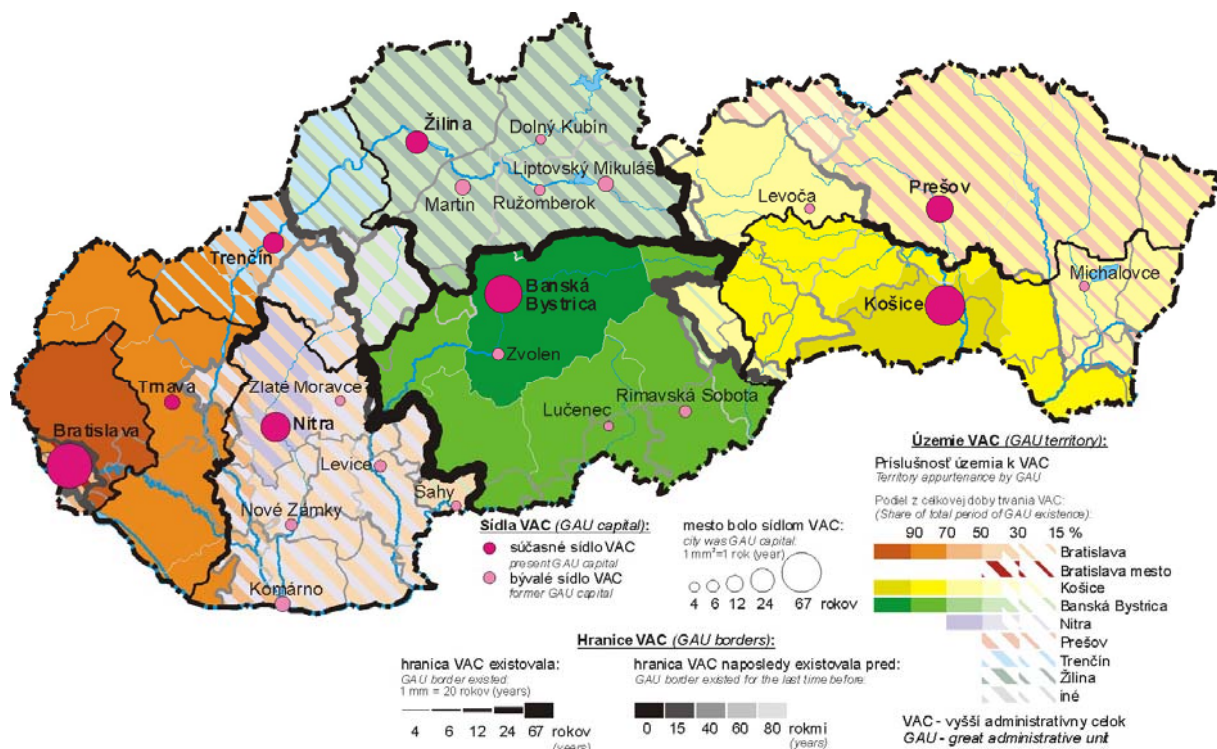 Žilina
Dolný Kubín
Liptovský Mikuláš
Martin
Ružomberok
Levoča
Prešov
Trenčín
Michalovce
Banská
Bystrica
Košice
Zvolen
Trnava
Zlaté Moravce
Rimavská Sobota
Lučenec
Nitra
Bratislava
Levice
Šahy
Nové Zámky
Komárno
Sídla VAC (GAU capital):
súčasné sídlo VAC
present GAU capital
bývalé sídlo VAC
former GAU capital
mesto bolo sídlom VAC:
city was GAU capital:
1 mm²=1 rok (year)
4 6 12 24 67 rokov
Hranice VAC (GAU borders):
hranica VAC existovala:
GAU border existed:
1 mm = 20 rokov (years)
4 6 12 24 67 rokov
(years)
hranica VAC naposledy existovala pred:
GAU border existed for the last time before:
0 15 40 60 80 rokmi
(years)
Územie VAC (GAU territory):
Príslušnosť územia k VAC
Territory appurtenance by GAU
Podiel z celkovej doby trvania VAC:
(Share of total period of GAU existence):
90 70 50 30 15 %
Bratislava
Bratislava mesto
Košice
Banská Bystrica
Nitra
Prešov
Trenčín
Žilina
iné
VAC - vyšší administratívny celok
GAU - great administrative unit